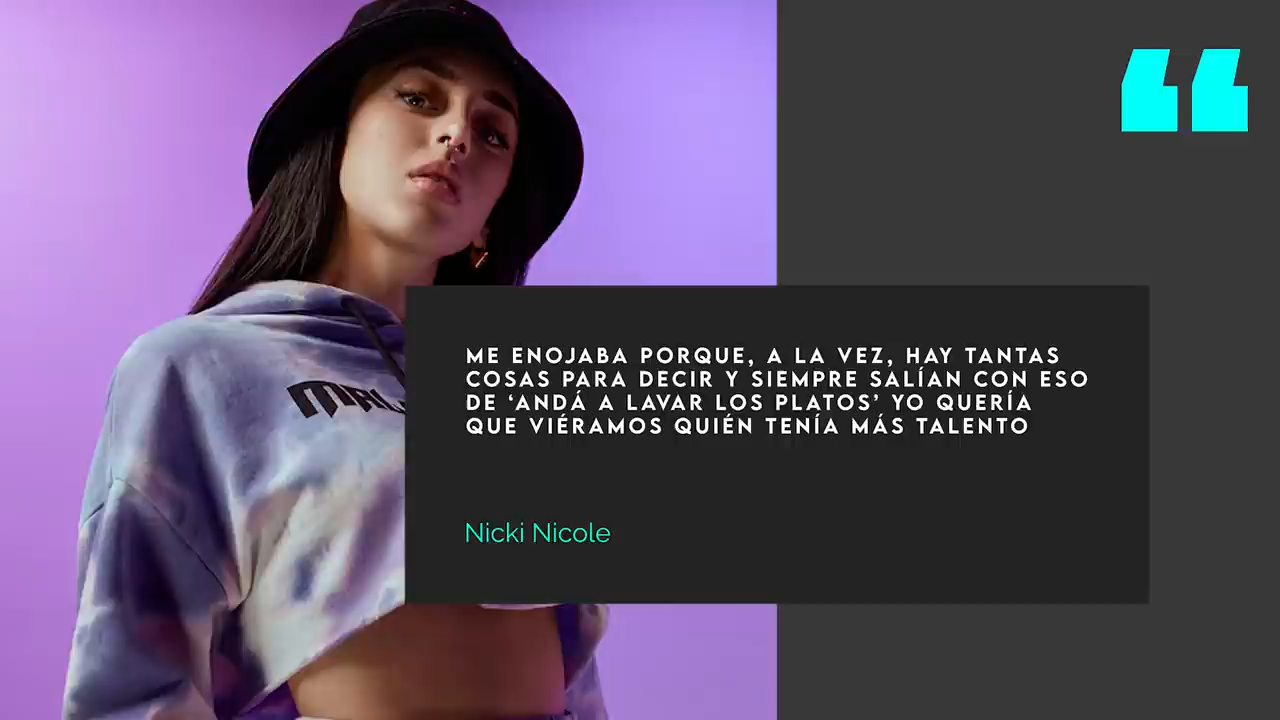 ME ENOJABA PORQUE, A LA VEZ, HAY TANTAS
COSAS PARA DECIR Y SIEMPRE SALÍAN CON ESO
DE ‘ANDÁ A LAVAR LOS PLATOS’ YO QUERÍA
QUE VIÉRAMOS QUIÉN TENÍA MÁS TALENTO
Nicki Nicole